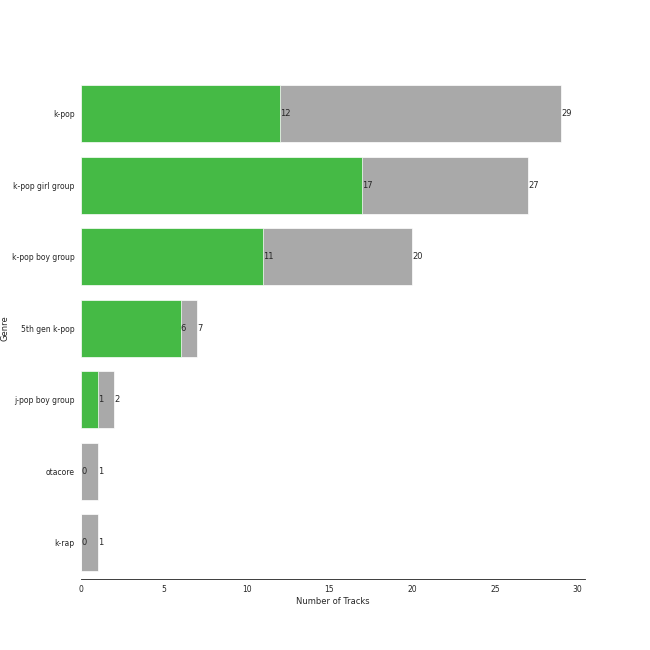 k-pop 12 29
k-pop girl group 17 27
k-pop boy group 11 20
5th gen k-pop 6 7
j-pop boy group 1 2
otacore 0 1
k-rap 0 1
Genre
0 5 10 15 20 25 30
Number of Tracks